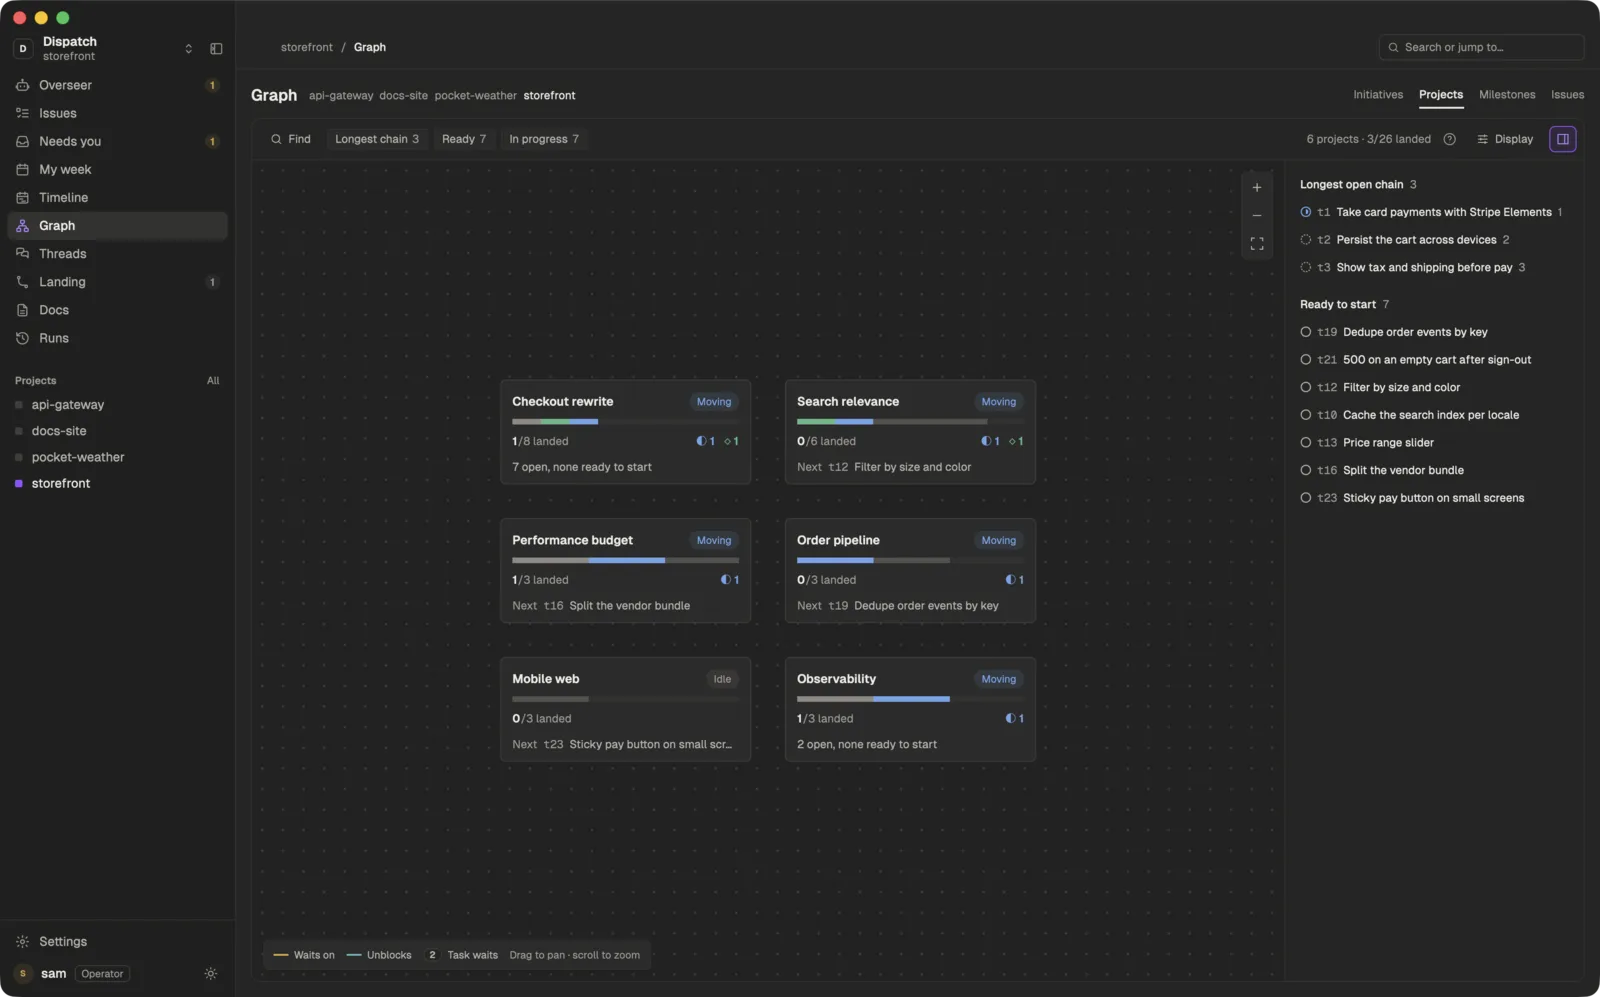 D
Dispatch
storefront
Overseer 1
Issues
Needs you 1
My week
Timeline
Graph
Threads
Landing 1
Docs
Runs
Projects All
api-gateway
docs-site
pocket-weather
storefront
Settings
S sam Operator
storefront / Graph
Search or jump to…
Graph api-gateway docs-site pocket-weather storefront
Initiatives Projects Milestones Issues
Find Longest chain 3 Ready 7 In progress 7
6 projects · 3/26 landed ? Display
Checkout rewrite Moving
1/8 landed 1 1
7 open, none ready to start
Search relevance Moving
0/6 landed 1 1
Next t12 Filter by size and color
Performance budget Moving
1/3 landed 1
Next t16 Split the vendor bundle
Order pipeline Moving
0/3 landed 1
Next t19 Dedupe order events by key
Mobile web Idle
0/3 landed
Next t23 Sticky pay button on small scr…
Observability Moving
1/3 landed 1
2 open, none ready to start
Waits on Unblocks 2 Task waits Drag to pan · scroll to zoom
Longest open chain 3
t1 Take card payments with Stripe Elements 1
t2 Persist the cart across devices 2
t3 Show tax and shipping before pay 3
Ready to start 7
t19 Dedupe order events by key
t21 500 on an empty cart after sign-out
t12 Filter by size and color
t10 Cache the search index per locale
t13 Price range slider
t16 Split the vendor bundle
t23 Sticky pay button on small screens